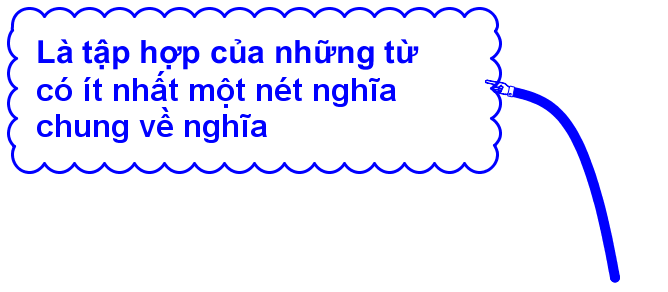 Là tập hợp của những từ
có ít nhất một nét nghĩa
chung về nghĩa